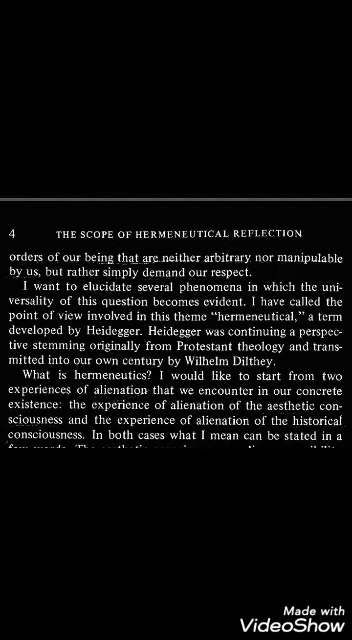 4 THE SCOPE OF HERMENEUTICAL REFLECTION
orders of our being that are neither arbitrary nor manipulable
by us, but rather simply demand our respect.
I want to elucidate several phenomena in which the uni-
versality of this question becomes evident. I have called the
point of view involved in this theme "hermeneutical," a term
developed by Heidegger. Heidegger was continuing a perspec-
tive stemming originally from Protestant theology and trans-
mitted into our own century by Wilhelm Dilthey.
What is hermeneutics? I would like to start from two
experiences of alienation that we encounter in our concrete
existence: the experience of alienation of the aesthetic con-
sciousness and the experience of alienation of the historical
consciousness. In both cases what I mean can be stated in a
Made with
VideoShow